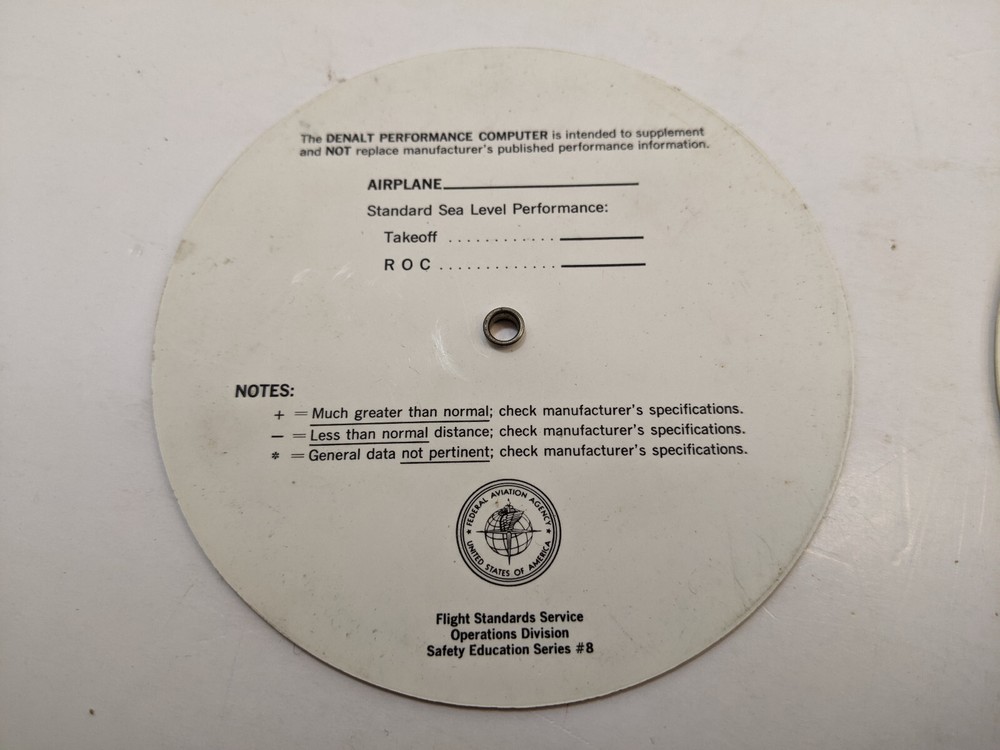 The DENALT PERFORMANCE COMPUTER is intended to supplement
and NOT replace manufacturer's published performance information.
AIRPLANE
Standard Sea Level Performance:
Takeoff ............
R O C .............
NOTES:
+ = Much greater than normal; check manufacturer's specifications.
— = Less than normal distance; check manufacturer's specifications.
* = General data not pertinent; check manufacturer's specifications.
FEDERAL AVIATION AGENCY
UNITED STATES OF AMERICA
Flight Standards Service
Operations Division
Safety Education Series #8